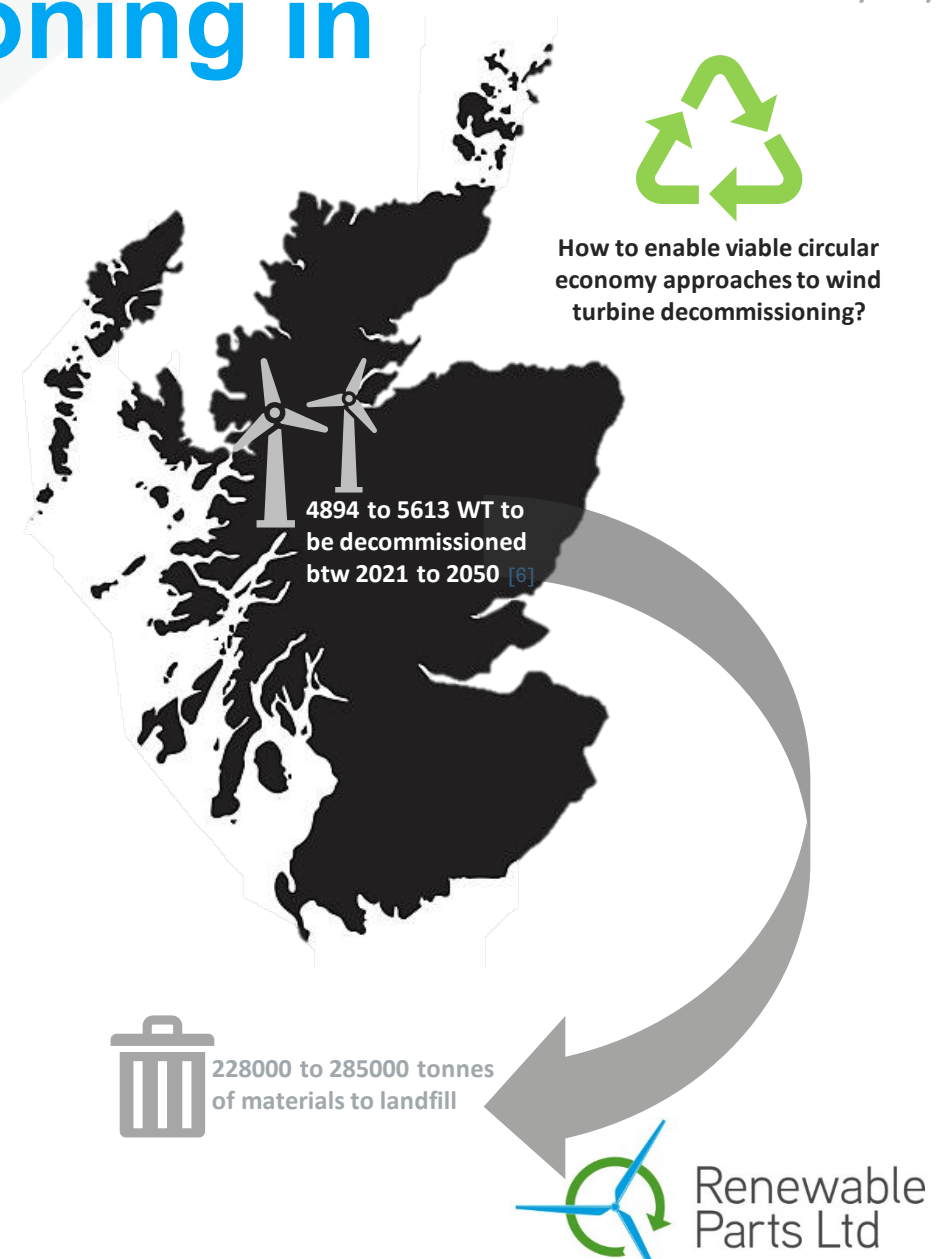 oning in
How to enable viable circular
economy approaches to wind
turbine decommissioning?
4894 to 5613 WT to
be decommissioned
btw 2021 to 2050 [6]
228000 to 285000 tonnes
of materials to landfill
Renewable
Parts Ltd